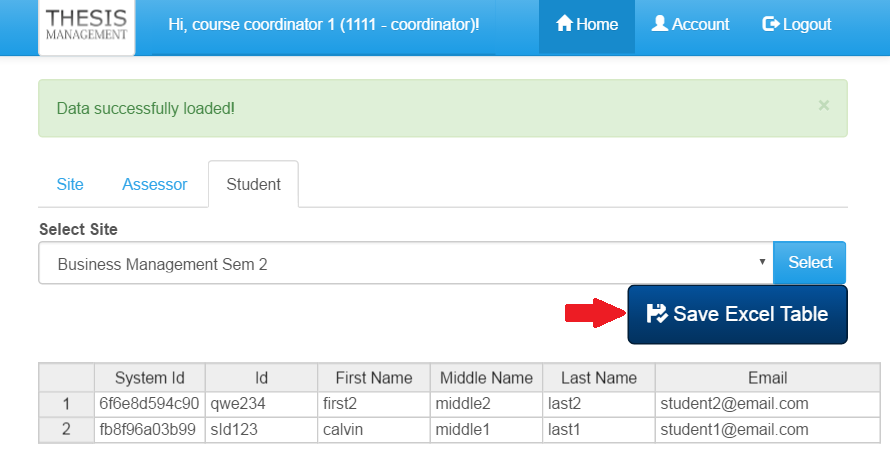 THESIS
MANAGEMENT
Hi, course coordinator 1 (1111 - coordinator)!
Home
Account
Logout
Data successfully loaded!
×
Site
Assessor
Student
Select Site
Business Management Sem 2
Select
Save Excel Table
System Id Id First Name Middle Name Last Name Email
1 6f6e8d594c90 qwe234 first2 middle2 last2 student2@email.com
2 fb8f96a03b99 sld123 calvin middle1 last1 student1@email.com